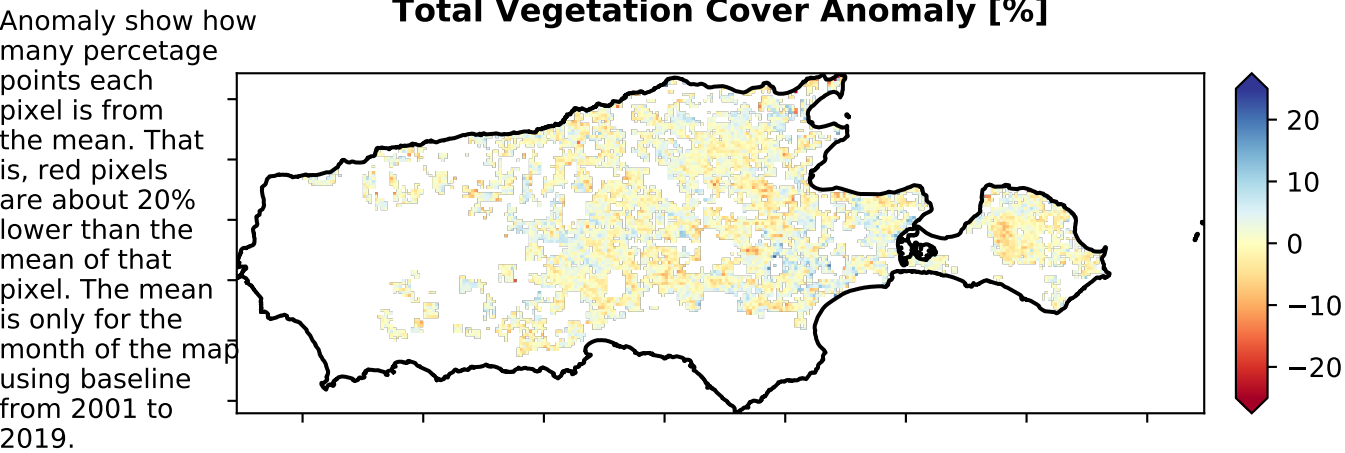 Total Vegetation Cover Anomaly [%]
Anomaly show how
many percetage
points each
pixel is from
the mean. That
is, red pixels
are about 20%
lower than the
mean of that
pixel. The mean
is only for the
month of the map
using baseline
from 2001 to
2019.
20
10
0
−10
−20